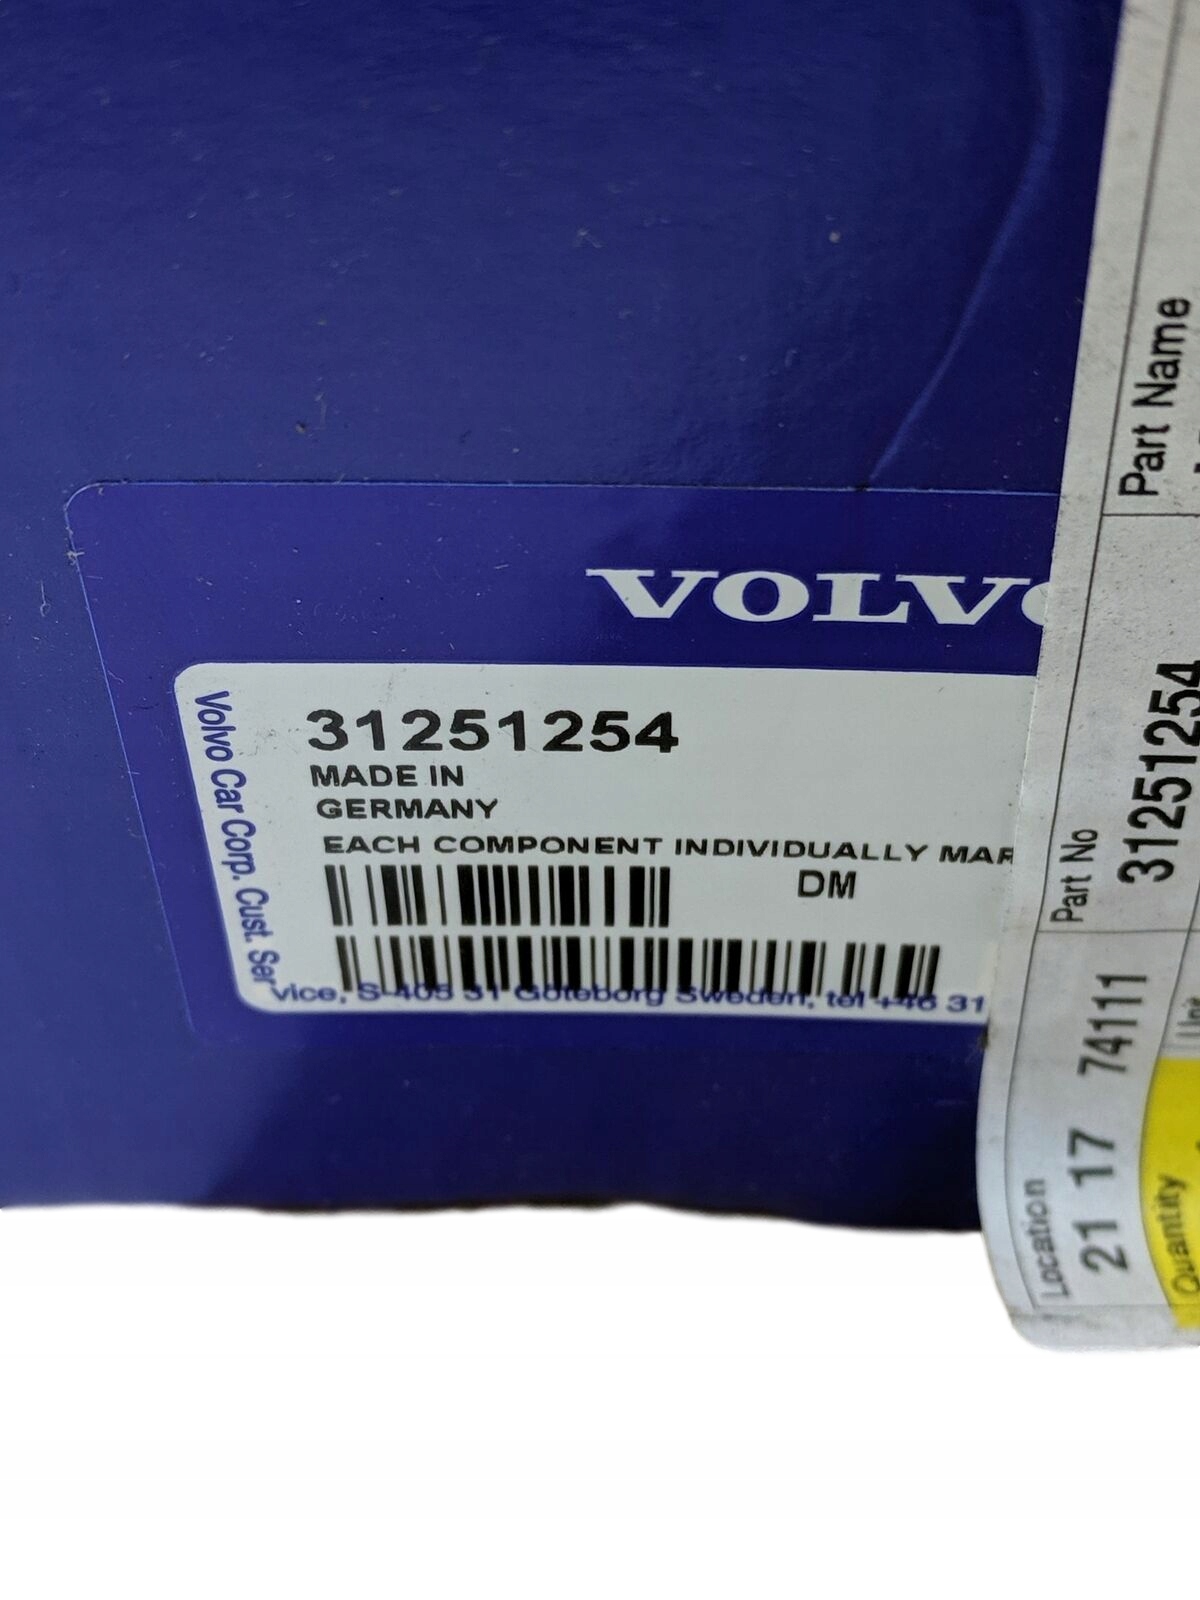 VOLV
31251254
MADE IN
GERMANY
EACH COMPONENT INDIVIDUALLY MAR
DM
Volvo Car Corp. Cust. Service, S-405 31 Göteborg Sweden, tel +46 31
Part Name
Part No
31251254
Location
21 17 74111
Quantity